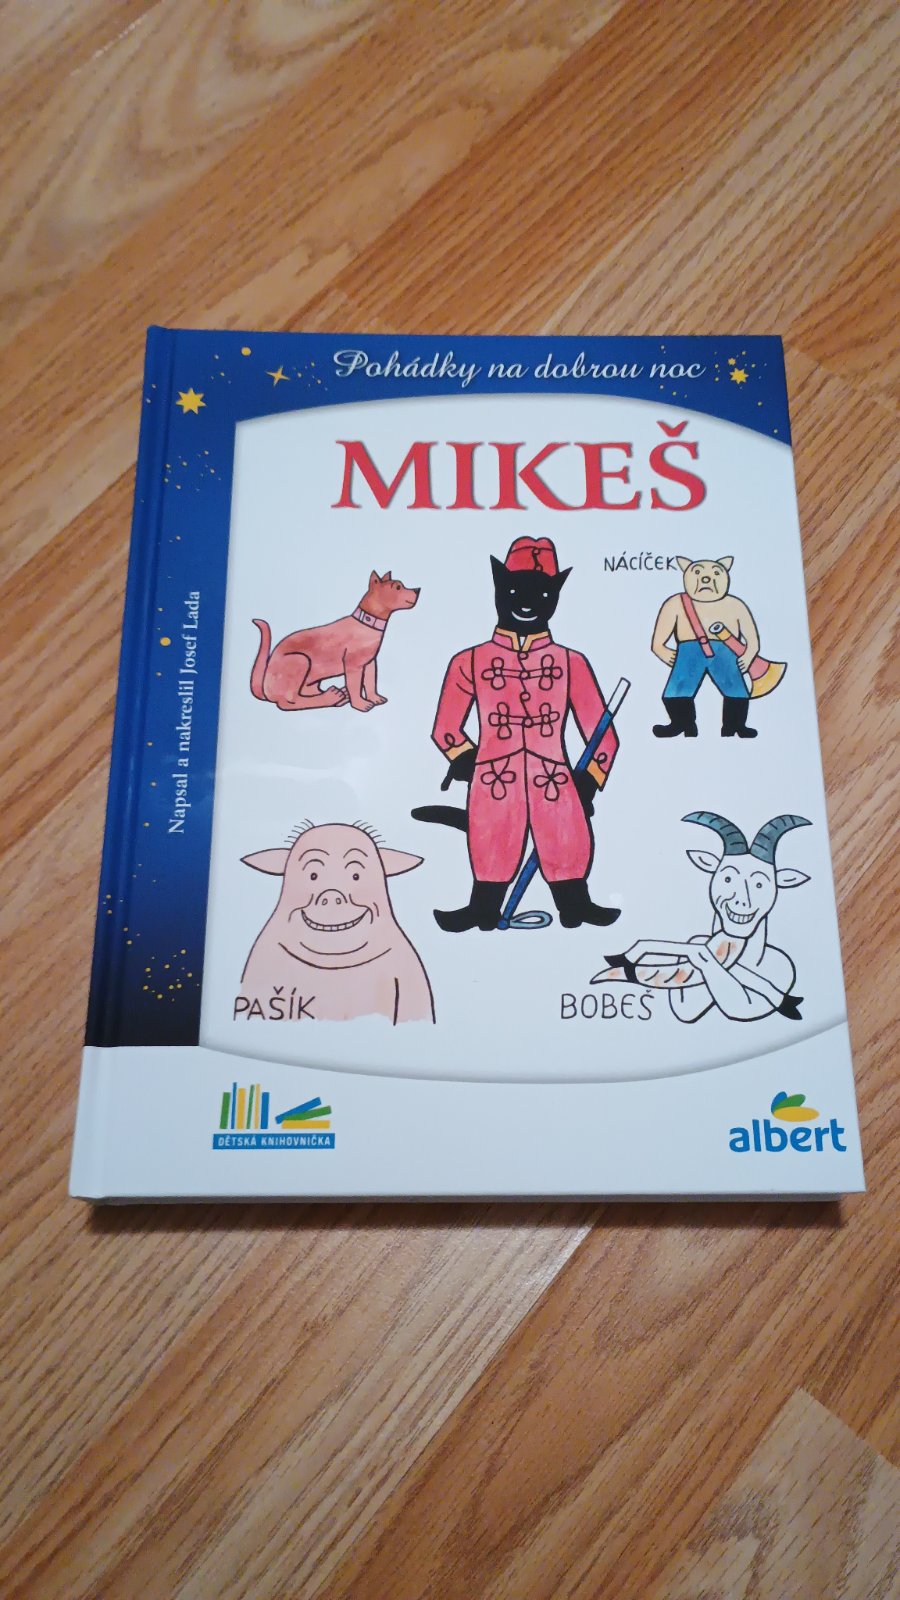 Pohádky na dobrou noc
MIKEŠ
NÁCÍČEK
Napsal a nakreslil Josef Lada
PAŠÍK
BOBEŠ
DĚTSKÁ KNIHOVNIČKA
albert